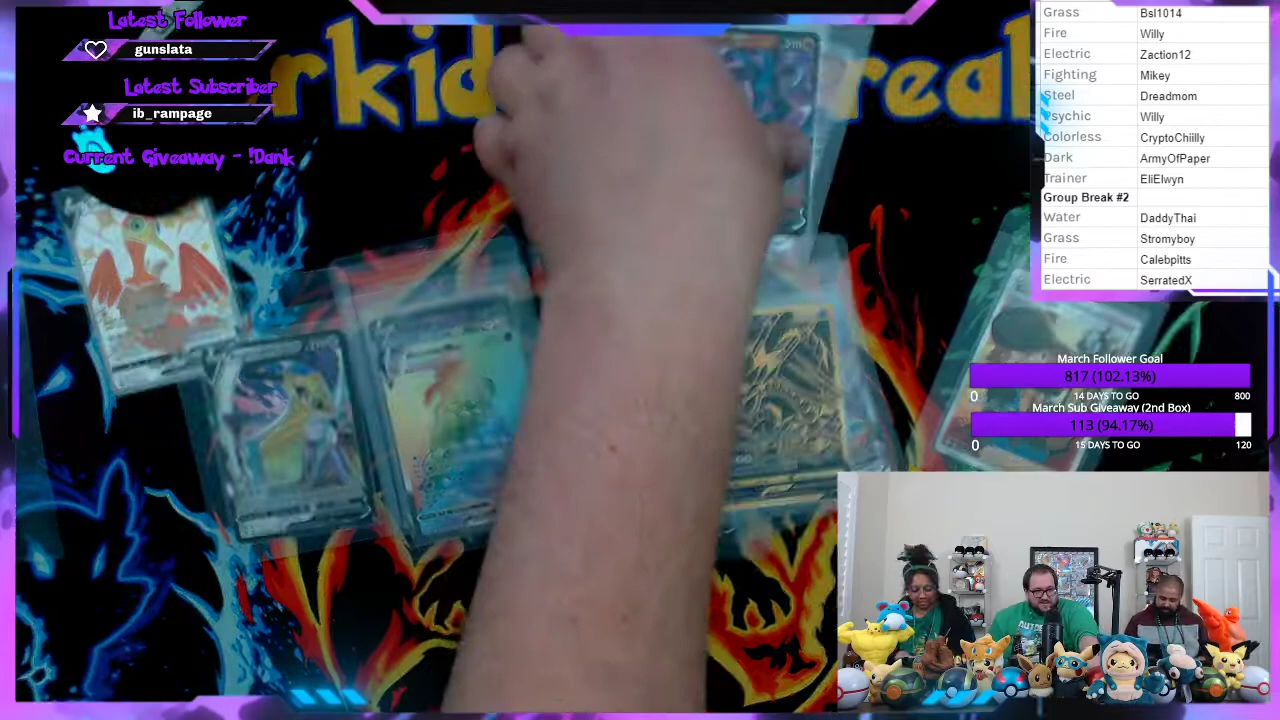 Latest Follower
gunslata
Latest Subscriber
ib_rampage
Current Giveaway - !Dank
Grass Bsl1014
Fire Willy
Electric Zaction12
Fighting Mikey
Steel Dreadmom
Psychic Willy
Colorless CryptoChiilly
Dark ArmyOfPaper
Trainer EliElwyn
Group Break #2
Water DaddyThai
Grass Stromyboy
Fire Calebpitts
Electric SerratedX
March Follower Goal
817 (102.13%)
0 14 DAYS TO GO 800
March Sub Giveaway (2nd Box)
113 (94.17%)
0 15 DAYS TO GO 120